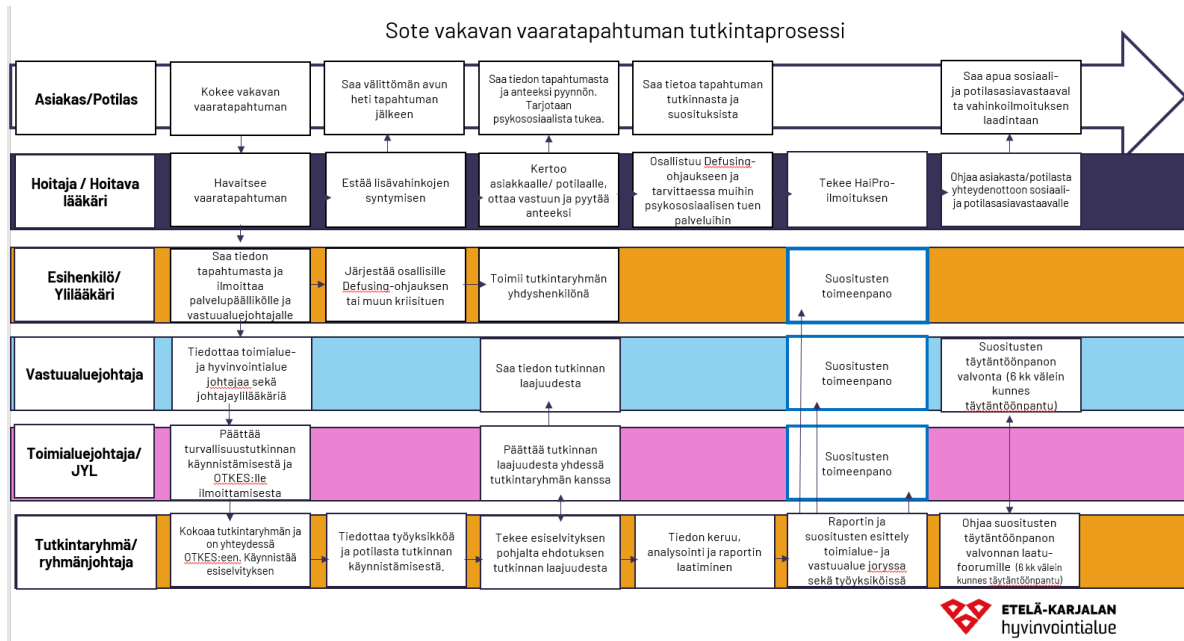 Sote vakavan vaaratapahtuman tutkintaprosessi
Asiakas/Potilas
Kokee vakavan
vaaratapahtuman
Saa välittömän avun
heti tapahtuman
jälkeen
Saa tiedon tapahtumasta
ja anteeksi pyynnön.
Tarjotaan
psykososiaalista tukea.
Saa tietoa tapahtuman
tutkinnasta ja
suosituksista
Saa apua sosiaali-
ja potilasasiavastaaval
ta vahinkoilmoituksen
laadintaan
Hoitaja / Hoitava
lääkäri
Havaitsee
vaaratapahtuman
Estää lisävahinkojen
syntymisen
Kertoo
asiakkaalle/ potilaalle,
ottaa vastuun ja pyytää
anteeksi
Osallistuu Defusing-
ohjaukseen ja
tarvittaessa muihin
psykososiaalisen tuen
palveluihin
Tekee HaiPro-
ilmoituksen
Ohjaa asiakasta/potilasta
yhteydenottoon sosiaali-
ja potilasasiavastaavalle
Esihenkilö/
Ylilääkäri
Saa tiedon
tapahtumasta ja
ilmoittaa
palvelupäällikölle ja
vastuualuejohtajalle
Järjestää osallisille
Defusing-ohjauksen
tai muun kriisituen
Toimii tutkintaryhmän
yhdyshenkilönä
Suositusten
toimeenpano
Vastuualuejohtaja
Tiedottaa toimialue-
ja hyvinvointialue
johtajaa sekä
johtajaylilääkäriä
Saa tiedon tutkinnan
laajuudesta
Suositusten
toimeenpano
Suositusten
täytäntöönpanon
valvonta (6 kk välein
kunnes
täytäntöönpantu)
Toimialuejohtaja/
JYL
Päättää
turvallisuustutkinnan
käynnistämisestä ja
OTKES:lle
ilmoittamisesta
Päättää tutkinnan
laajuudesta yhdessä
tutkintaryhmän kanssa
Suositusten
toimeenpano
Tutkintaryhmä/
ryhmänjohtaja
Kokoaa tutkintaryhmän ja
on yhteydessä
OTKES:een. Käynnistää
esiselvityksen
Tiedottaa työyksikköä
ja potilasta tutkinnan
käynnistämisestä.
Tekee esiselvityksen
pohjalta ehdotuksen
tutkinnan laajuudesta
Tiedon keruu,
analysointi ja raportin
laatiminen
Raportin ja
suositusten esittely
toimialue- ja
vastuualue joryssa
sekä työyksiköissä
Ohjaa suositusten
täytäntöönpanon
valvonnan laatu-
foorumille (6 kk välein
kunnes täytäntöönpantu)
ETELÄ-KARJALAN
hyvinvointialue